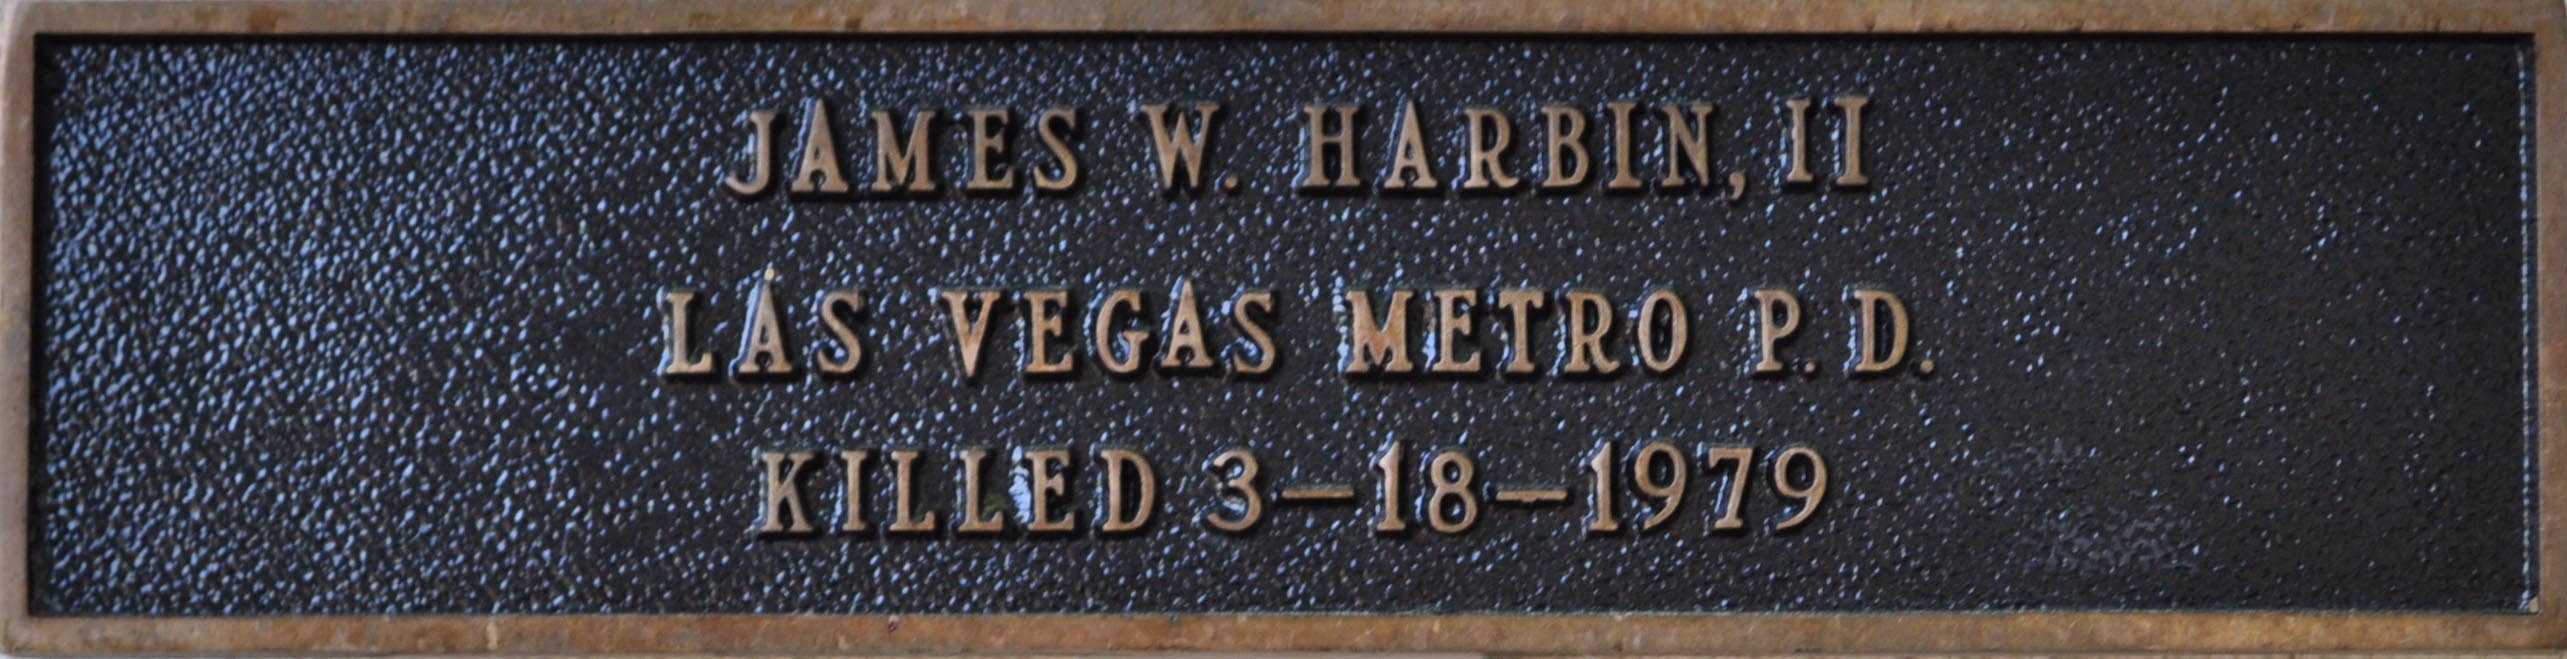 JAMES W. HARBIN, II
LAS VEGAS METRO P. D.
KILLED 3-18-1979